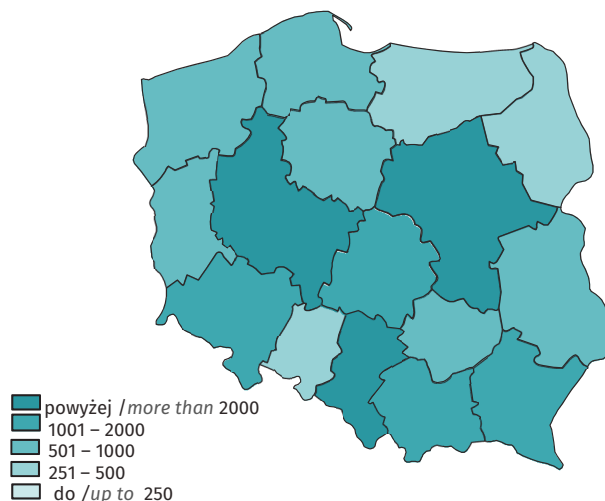 powyżej /more than 2000
1001 – 2000
501 – 1000
251 – 500
do /up to 250